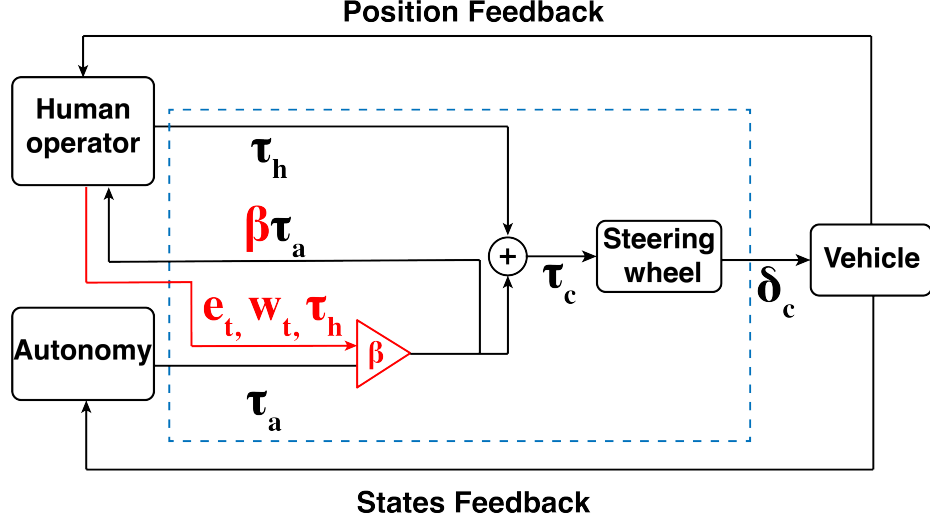 Position Feedback
Human
operator
τh
βτa
Steering
wheel
+
τc
Vehicle
δc
et, wt, τh
Autonomy
β
τa
States Feedback